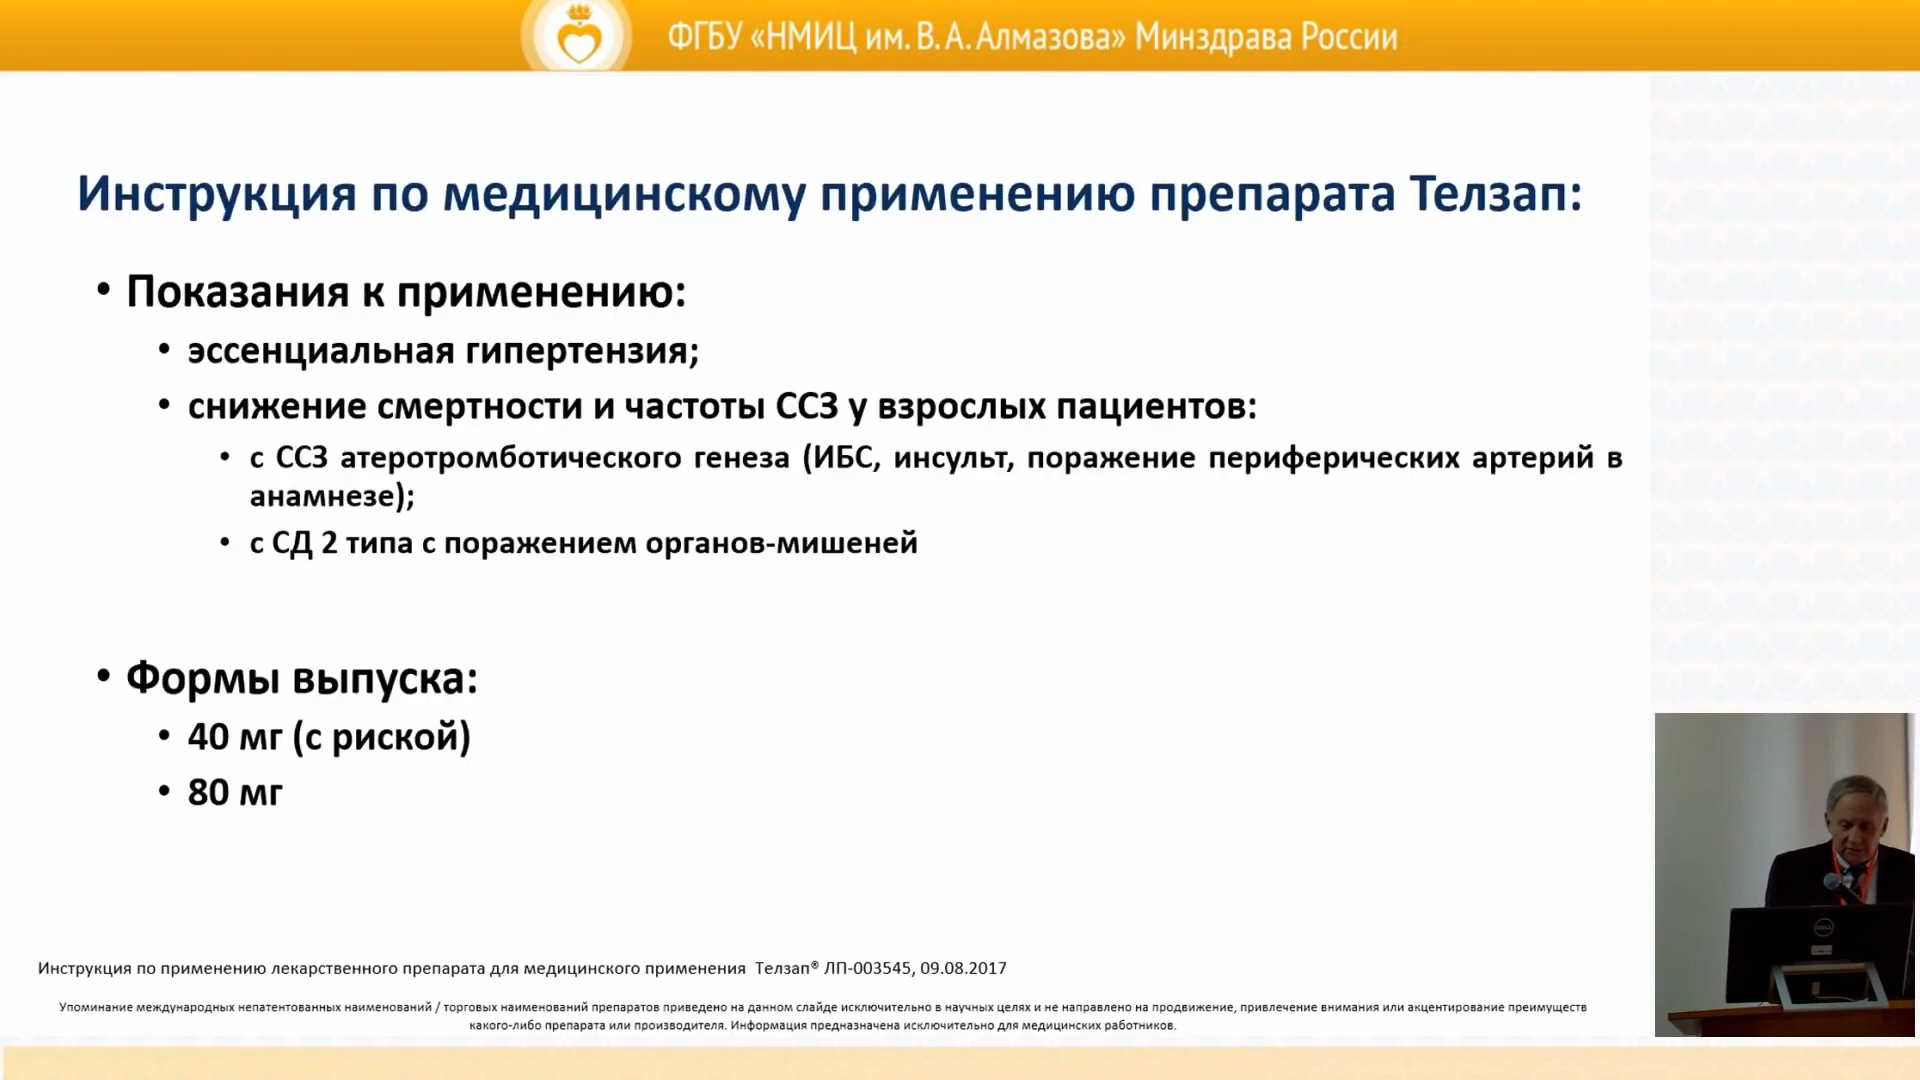 ФГБУ «НМИЦ им. В. А. Алмазова» Минздрава России
Инструкция по медицинскому применению препарата Телзап:
• Показания к применению:
• эссенциальная гипертензия;
• снижение смертности и частоты ССЗ у взрослых пациентов:
• с ССЗ атеротромботического генеза (ИБС, инсульт, поражение периферических артерий в
анамнезе);
• с СД 2 типа с поражением органов-мишеней
• Формы выпуска:
• 40 мг (с риской)
• 80 мг
Инструкция по применению лекарственного препарата для медицинского применения Телзап® ЛП-003545, 09.08.2017
Упоминание международных непатентованных наименований / торговых наименований препаратов приведено на данном слайде исключительно в научных целях и не направлено на продвижение, привлечение внимания или акцентирование преимуществ
какого-либо препарата или производителя. Информация предназначена исключительно для медицинских работников.
DELL